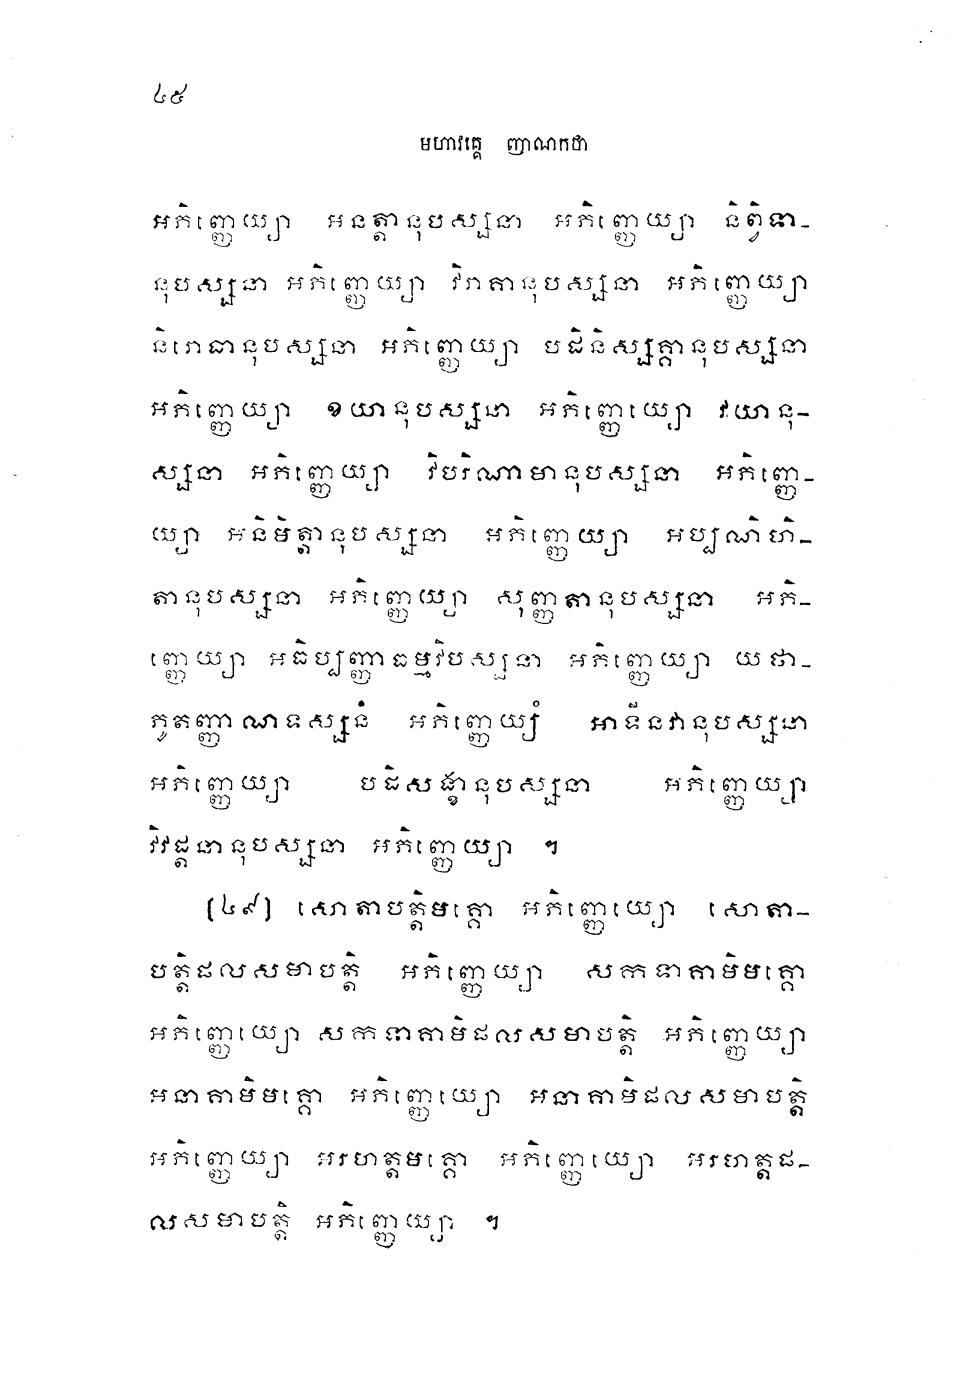 ៤៥
មហាវគ្គេ ញាណកថា
អភិញ្ញេយ្យា អនត្តានុបស្សនា អភិញ្ញេយ្យា និព្វិទា-
នុបស្សនា អភិញ្ញេយ្យា វិរាគានុបស្សនា អភិញ្ញេយ្យា
និរោធានុបស្សនា អភិញ្ញេយ្យា បដិនិស្សគ្គានុបស្សនា
អភិញ្ញេយ្យា ខយានុបស្សនា អភិញ្ញេយ្យោ វយានុ-
ស្សនា អភិញ្ញេយ្យា វិបរិណាមានុបស្សនា អភិញ្ញេ-
យ្យា អនិមិត្តានុបស្សនា អភិញ្ញេយ្យា អប្បណិហិ-
តានុបស្សនា អភិញ្ញេយ្យា សុញ្ញតានុបស្សនា អភិ-
ញ្ញេយ្យា អធិប្បញ្ញាធម្មវិបស្សនា អភិញ្ញេយ្យា យថា-
ភូតញ្ញាណទស្សនំ អភិញ្ញេយ្យំ អាទីនវានុបស្សនា
អភិញ្ញេយ្យា បដិសង្ខានុបស្សនា អភិញ្ញេយ្យា
វិវដ្តនានុបស្សនា អភិញ្ញេយ្យា ។
(៤៩) សោតាបត្តិមគ្គោ អភិញ្ញេយ្យោ សោតា-
បត្តិផលសមាបត្តិ អភិញ្ញេយ្យា សកទាគាមិមគ្គោ
អភិញ្ញេយ្យោ សកទាគាមិផលសមាបត្តិ អភិញ្ញេយ្យា
អនាគាមិមគ្គោ អភិញ្ញេយ្យោ អនាគាមិផលសមាបត្តិ
អភិញ្ញេយ្យា អរហត្តមគ្គោ អភិញ្ញេយ្យោ អរហត្តផ-
លសមាបត្តិ អភិញ្ញេយ្យា ។